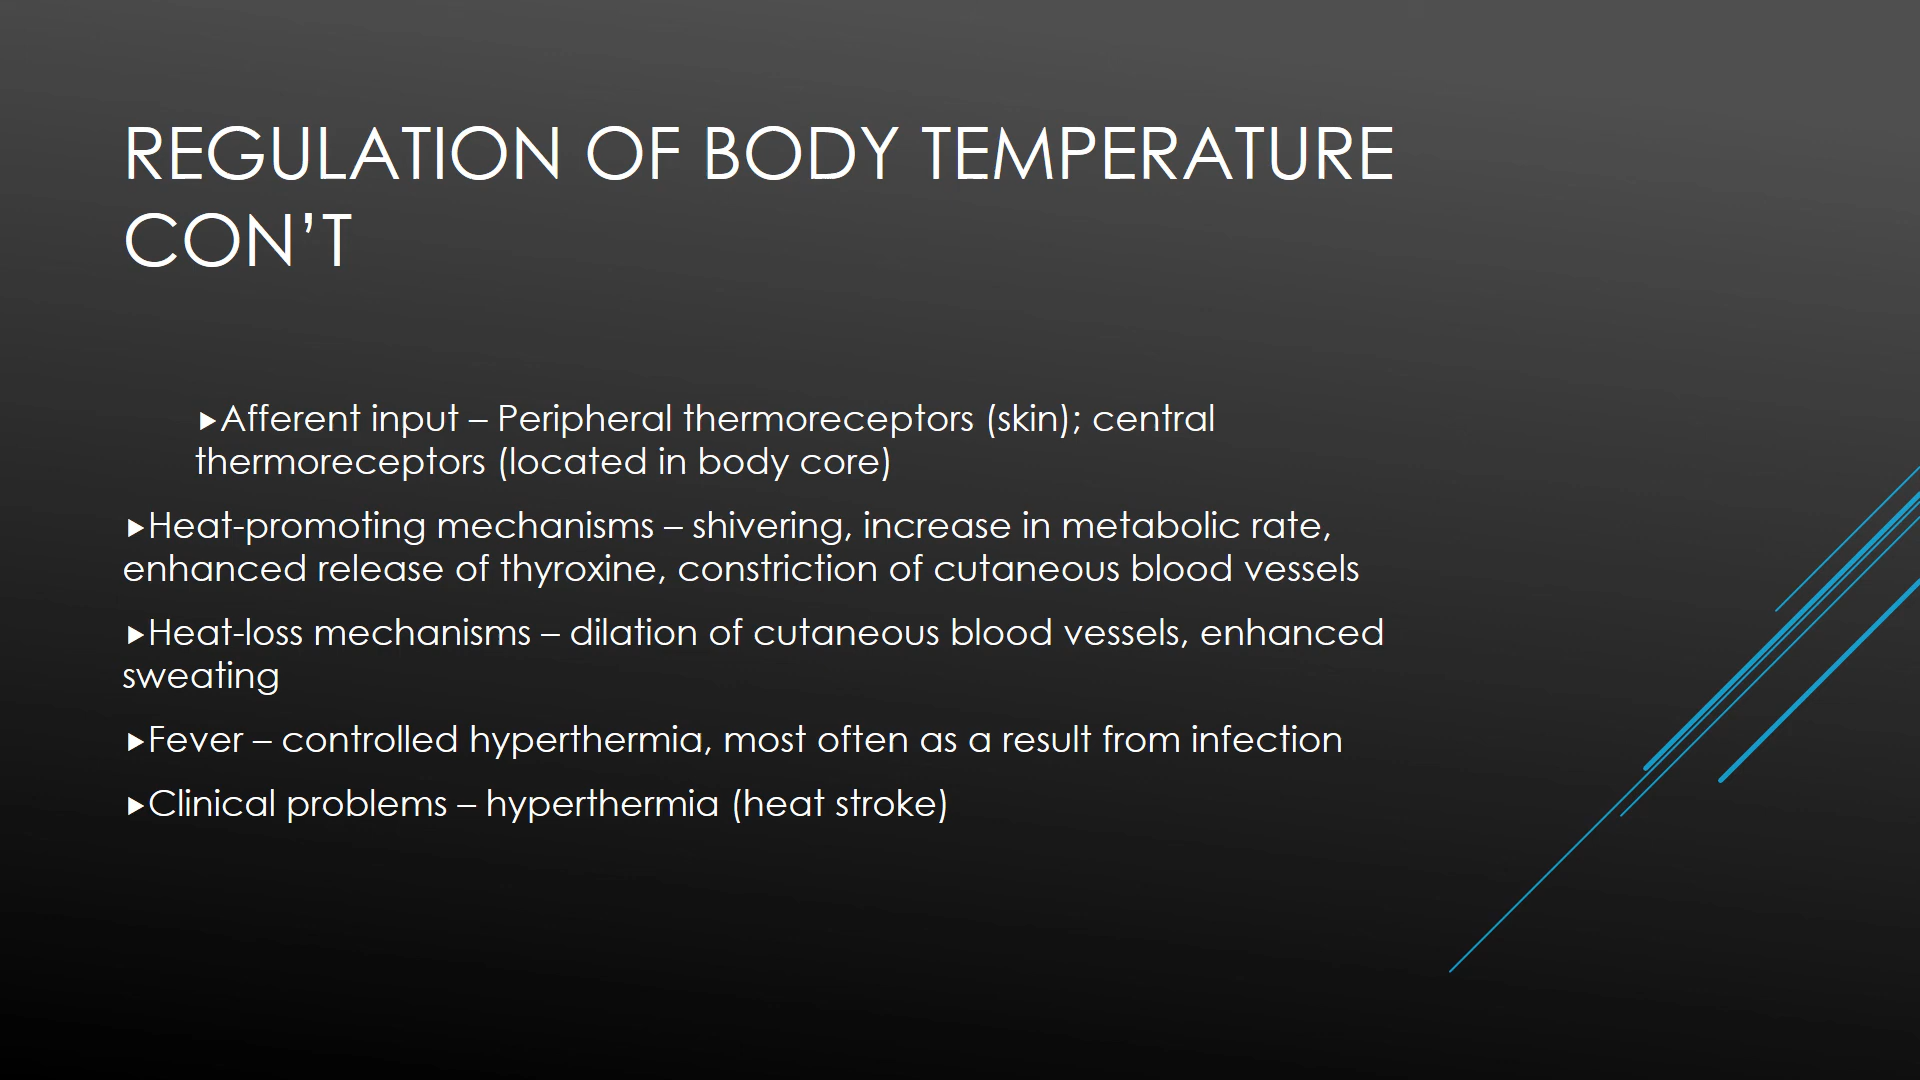 REGULATION OF BODY TEMPERATURE
CON’T
▶Afferent input – Peripheral thermoreceptors (skin); central
thermoreceptors (located in body core)
▶Heat-promoting mechanisms – shivering, increase in metabolic rate,
enhanced release of thyroxine, constriction of cutaneous blood vessels
▶Heat-loss mechanisms – dilation of cutaneous blood vessels, enhanced
sweating
▶Fever – controlled hyperthermia, most often as a result from infection
▶Clinical problems – hyperthermia (heat stroke)